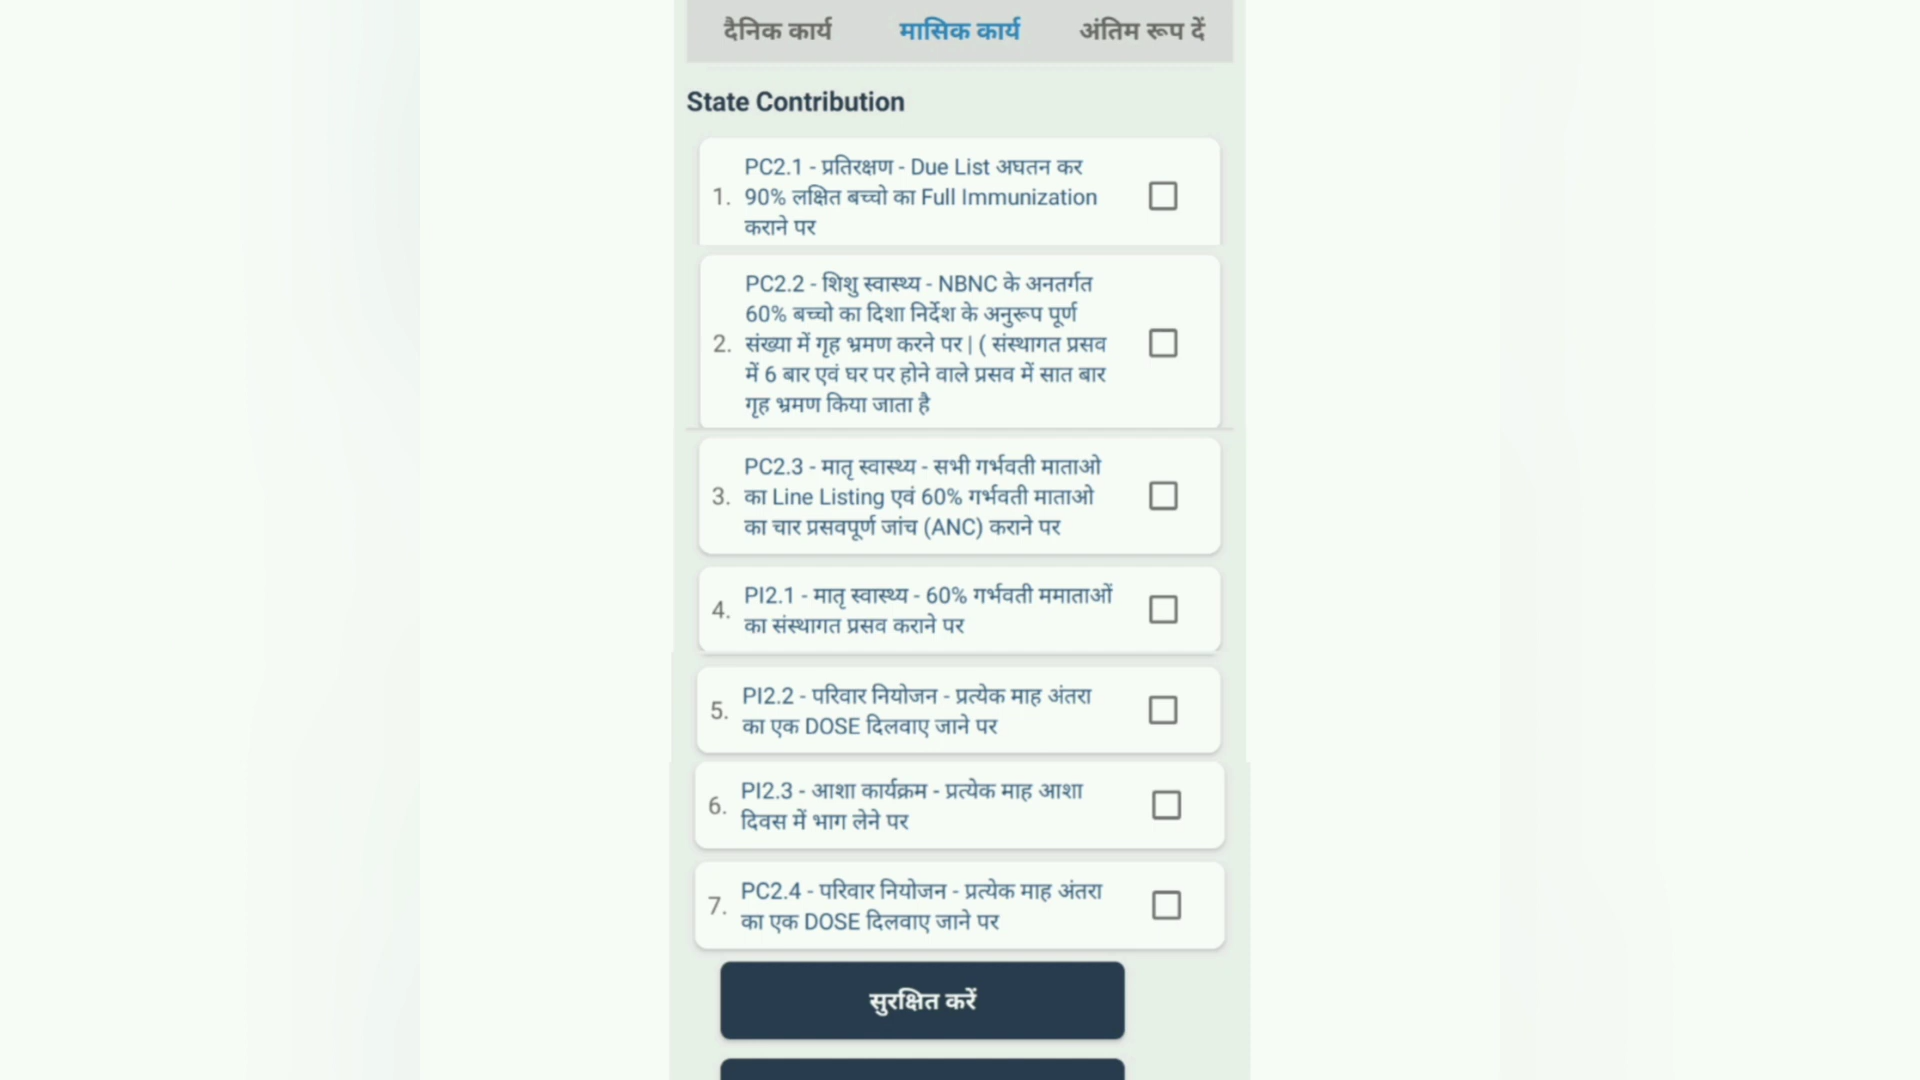 दैनिक कार्य मासिक कार्य अंतिम रूप दें
State Contribution
1. PC2.1 - प्रतिरक्षण - Due List अघतन कर
90% लक्षित बच्चो का Full Immunization
कराने पर
2. PC2.2 - शिशु स्वास्थ्य - NBNC के अनतर्गत
60% बच्चो का दिशा निर्देश के अनुरूप पूर्ण
संख्या में गृह भ्रमण करने पर | ( संस्थागत प्रसव
में 6 बार एवं घर पर होने वाले प्रसव में सात बार
गृह भ्रमण किया जाता है
3. PC2.3 - मातृ स्वास्थ्य - सभी गर्भवती माताओ
का Line Listing एवं 60% गर्भवती माताओ
का चार प्रसवपूर्ण जांच (ANC) कराने पर
4. PI2.1 - मातृ स्वास्थ्य - 60% गर्भवती ममाताओं
का संस्थागत प्रसव कराने पर
5. PI2.2 - परिवार नियोजन - प्रत्येक माह अंतरा
का एक DOSE दिलवाए जाने पर
6. PI2.3 - आशा कार्यक्रम - प्रत्येक माह आशा
दिवस में भाग लेने पर
7. PC2.4 - परिवार नियोजन - प्रत्येक माह अंतरा
का एक DOSE दिलवाए जाने पर
सुरक्षित करें